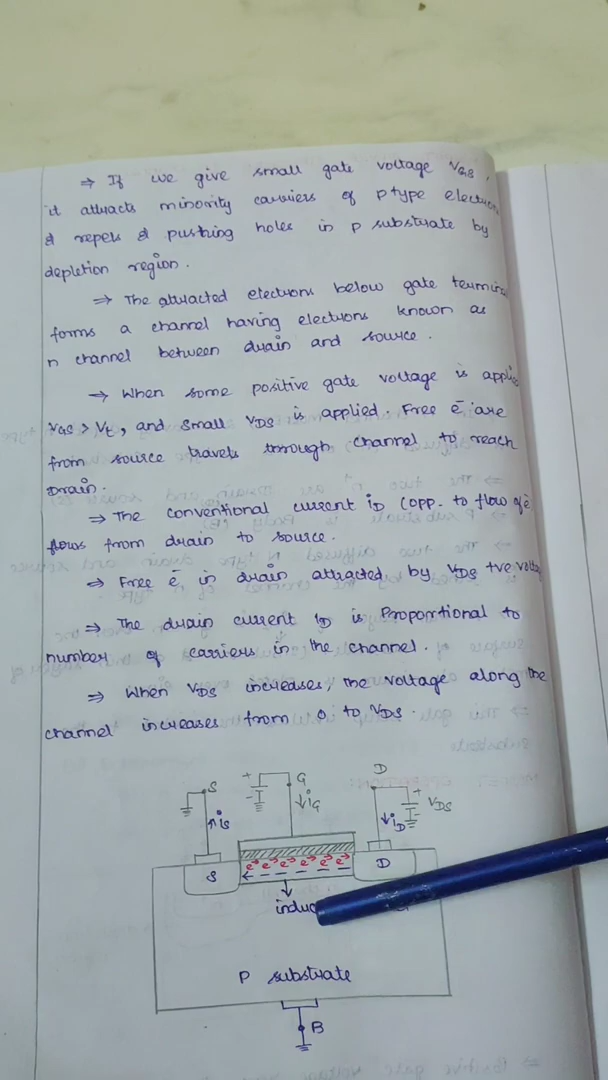 ⇒ If we give small gate voltage VGS,
it attracts minority carriers of p type electron
& repels & pushing holes in p substrate by
depletion region.
⇒ The attracted electrons below gate termina
forms a channel having electrons known as
n channel between drain and source.
⇒ When some positive gate voltage is applie
VGS > Vt, and small VDS is applied. Free e⁻ are
from source travels through channel to reach
Drain.
⇒ The conventional current iD (opp. to flow of e⁻
flows from drain to source.
⇒ Free e⁻ in drain attracted by VDS +ve volta
⇒ The drain current ID is Proportional to
number of carriers in the channel.
⇒ When VDS increases, the voltage along the
channel increases from 0 to VDS.
S G D
+ - + -
↑ iS ↓ iG ↓ iD VDS
S e⁻ e⁻ e⁻ e⁻ e⁻ e⁻ D
induc
P substrate
B